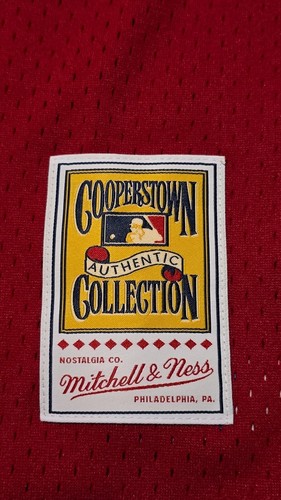 COOPERSTOWN
AUTHENTIC
COLLECTION
NOSTALGIA CO.
Mitchell & Ness
PHILADELPHIA, PA.